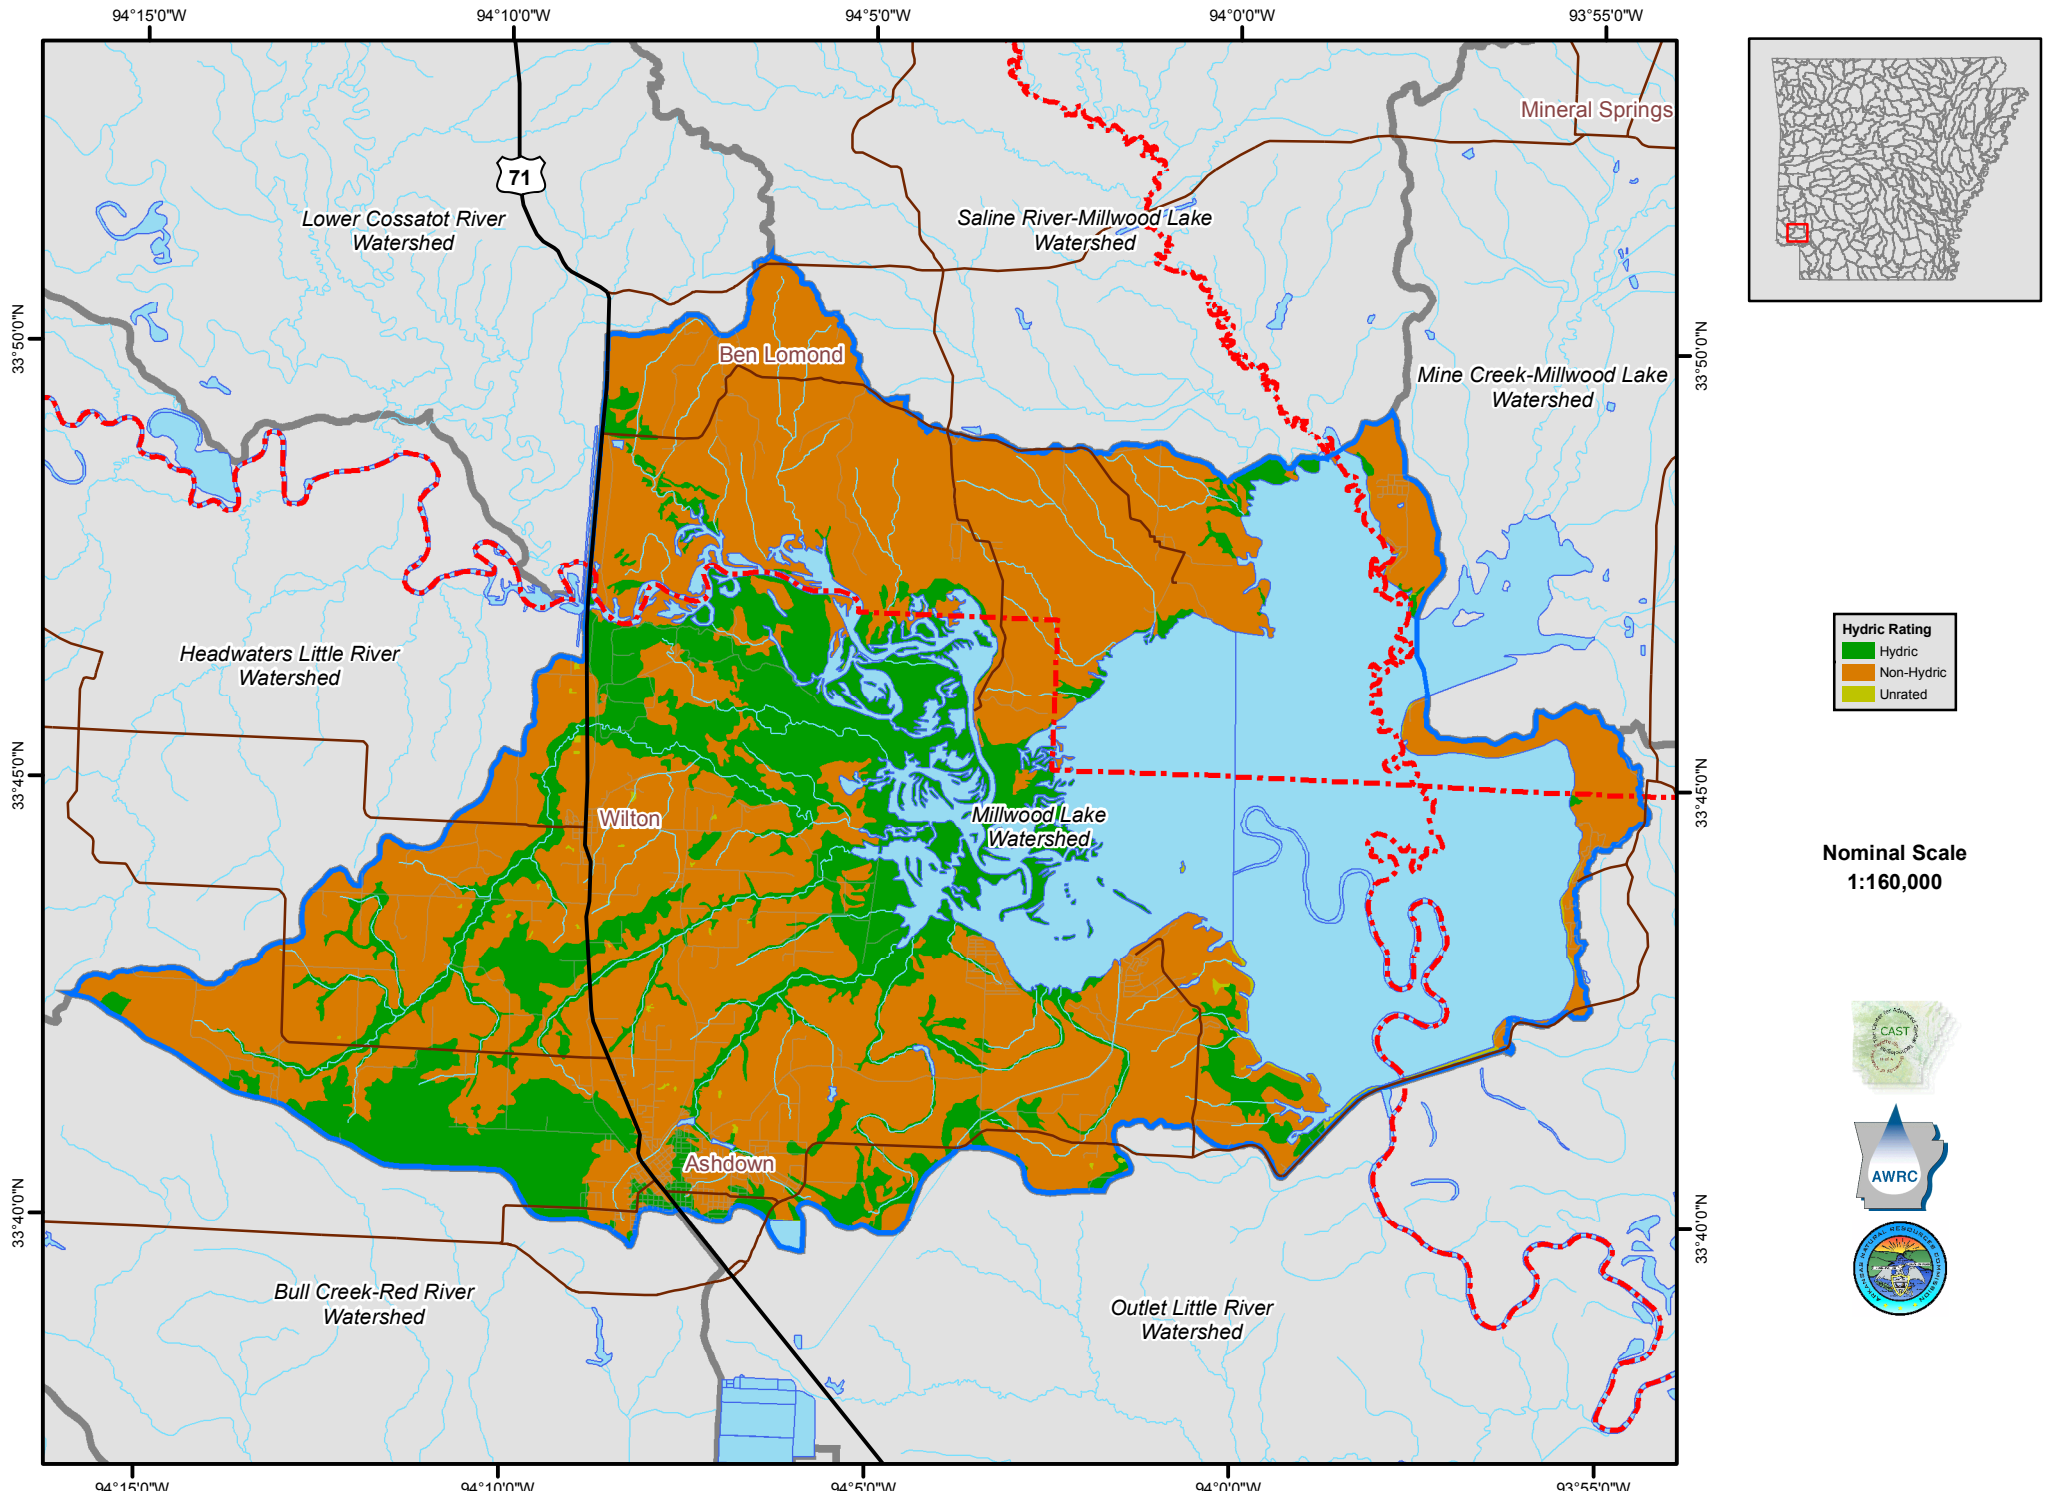 94°15'0"W
94°10'0"W
94°5'0"W
94°0'0"W
93°55'0"W
Mineral Springs
71
Lower Cossatot River
Watershed
Saline River-Millwood Lake
Watershed
33°50'0"N
33°50'0"N
Ben Lomond
Mine Creek-Millwood Lake
Watershed
Headwaters Little River
Watershed
Hydric Rating
Hydric
Non-Hydric
Unrated
33°45'0"N
33°45'0"N
Wilton
Millwood Lake
Watershed
Nominal Scale
1:160,000
CAST
AWRC
Ashdown
33°40'0"N
33°40'0"N
ARKANSAS NATURAL RESOURCES COMMISSION
Bull Creek-Red River
Watershed
Outlet Little River
Watershed
94°15'0"W
94°10'0"W
94°5'0"W
94°0'0"W
93°55'0"W